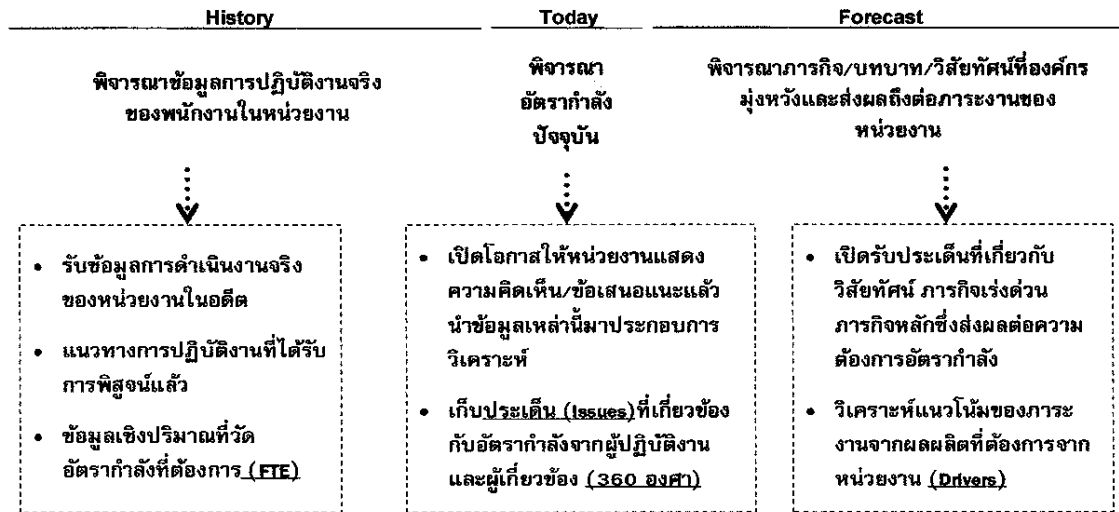 History
พิจารณาข้อมูลการปฏิบัติงานจริง
ของพนักงานในหน่วยงาน
• รับข้อมูลการดำเนินงานจริง
ของหน่วยงานในอดีต
• แนวทางการปฏิบัติงานที่ได้รับ
การพิสูจน์แล้ว
• ข้อมูลเชิงปริมาณที่วัด
อัตรากำลังที่ต้องการ (FTE)
Today
พิจารณา
อัตรากำลัง
ปัจจุบัน
• เปิดโอกาสให้หน่วยงานแสดง
ความคิดเห็น/ข้อเสนอแนะแล้ว
นำข้อมูลเหล่านี้มาประกอบการ
วิเคราะห์
• เก็บประเด็น (Issues)ที่เกี่ยวข้อง
กับอัตรากำลังจากผู้ปฏิบัติงาน
และผู้เกี่ยวข้อง (360 องศา)
Forecast
พิจารณาภารกิจ/บทบาท/วิสัยทัศน์ที่องค์กร
มุ่งหวังและส่งผลถึงต่อภาระงานของ
หน่วยงาน
• เปิดรับประเด็นที่เกี่ยวกับ
วิสัยทัศน์ ภารกิจเร่งด่วน
ภารกิจหลักซึ่งส่งผลต่อความ
ต้องการอัตรากำลัง
• วิเคราะห์แนวโน้มของภาระ
งานจากผลผลิตที่ต้องการจาก
หน่วยงาน (Drivers)